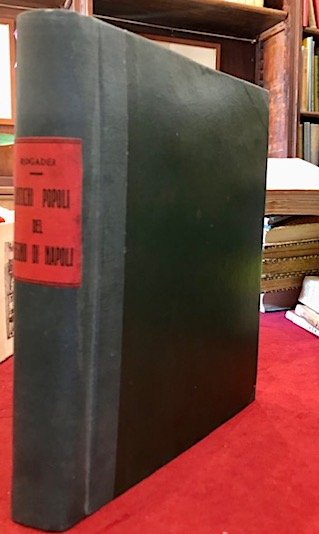 ROGADEI
ANTICHI POPOLI
DEL
REGNO DI NAPOLI